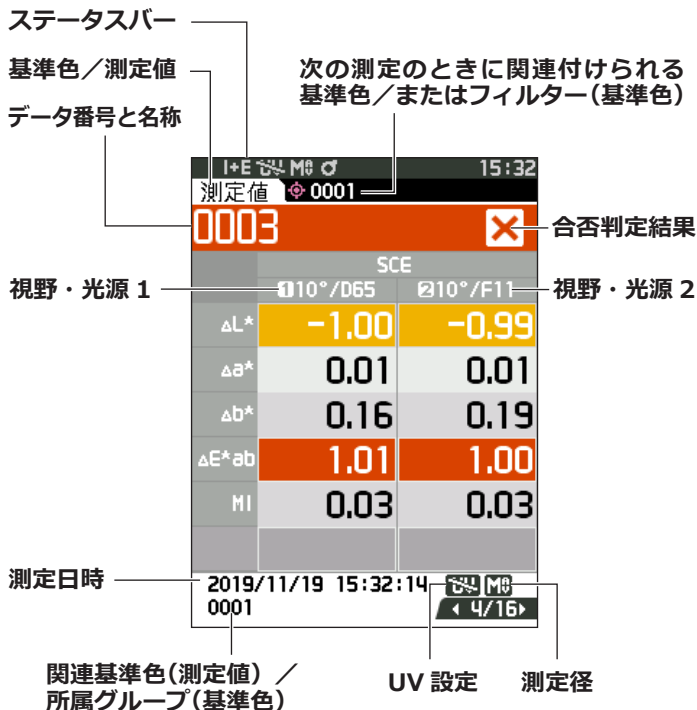 ステータスバー
基準色／測定値
データ番号と名称
次の測定のときに関連付けられる
基準色／またはフィルター（基準色）
I+E 15:32
測定値 0001
0003
合否判定結果
SCE
視野・光源 1
❶10°/D65 ❷10°/F11
視野・光源 2
ΔL* -1.00 -0.99
Δa* 0.01 0.01
Δb* 0.16 0.19
ΔE*ab 1.01 1.00
MI 0.03 0.03
測定日時
2019/11/19 15:32:14
0001 4/16
関連基準色（測定値）／
所属グループ（基準色）
UV 設定
測定径